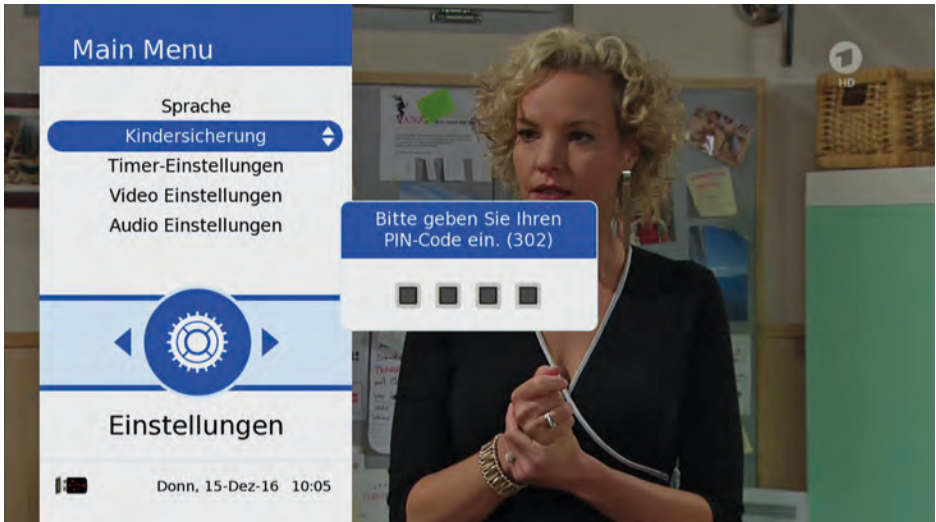 Main Menu
Sprache
Kindersicherung
Timer-Einstellungen
Video Einstellungen
Audio Einstellungen
Bitte geben Sie Ihren
PIN-Code ein. (302)
Einstellungen
Donn, 15-Dez-16 10:05
1
HD